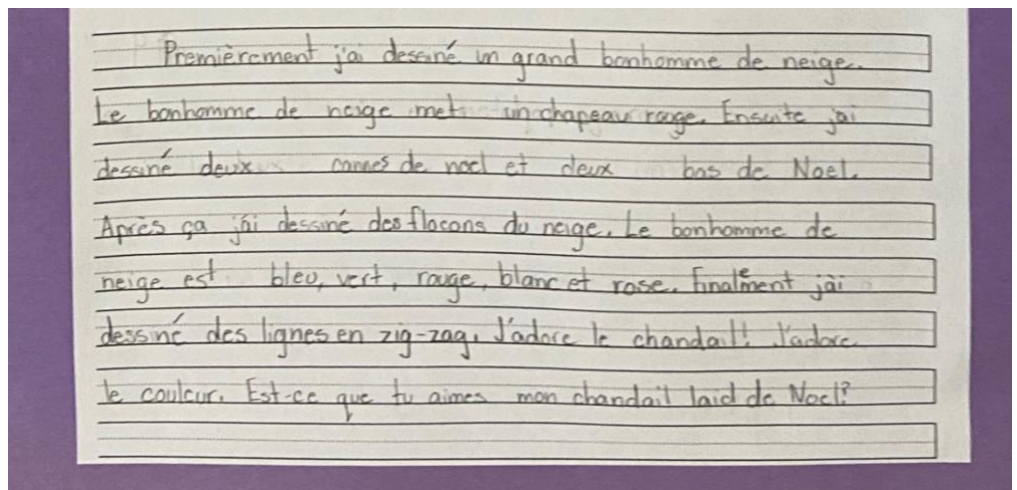 Premièrement j'ai dessiné un grand bonhomme de neige.
Le bonhomme de neige met un chapeau rouge. Ensuite j'ai
dessiné deux cannes de noel et deux bas de Noel.
Après ça j'ai dessiné des flocons du neige. Le bonhomme de
neige est bleu, vert, rouge, blanc et rose. Finalement j'ai
dessiné des lignes en zig-zag. J'adore le chandail! J'adore
le couleur. Est-ce que tu aimes mon chandail laid de Noel?